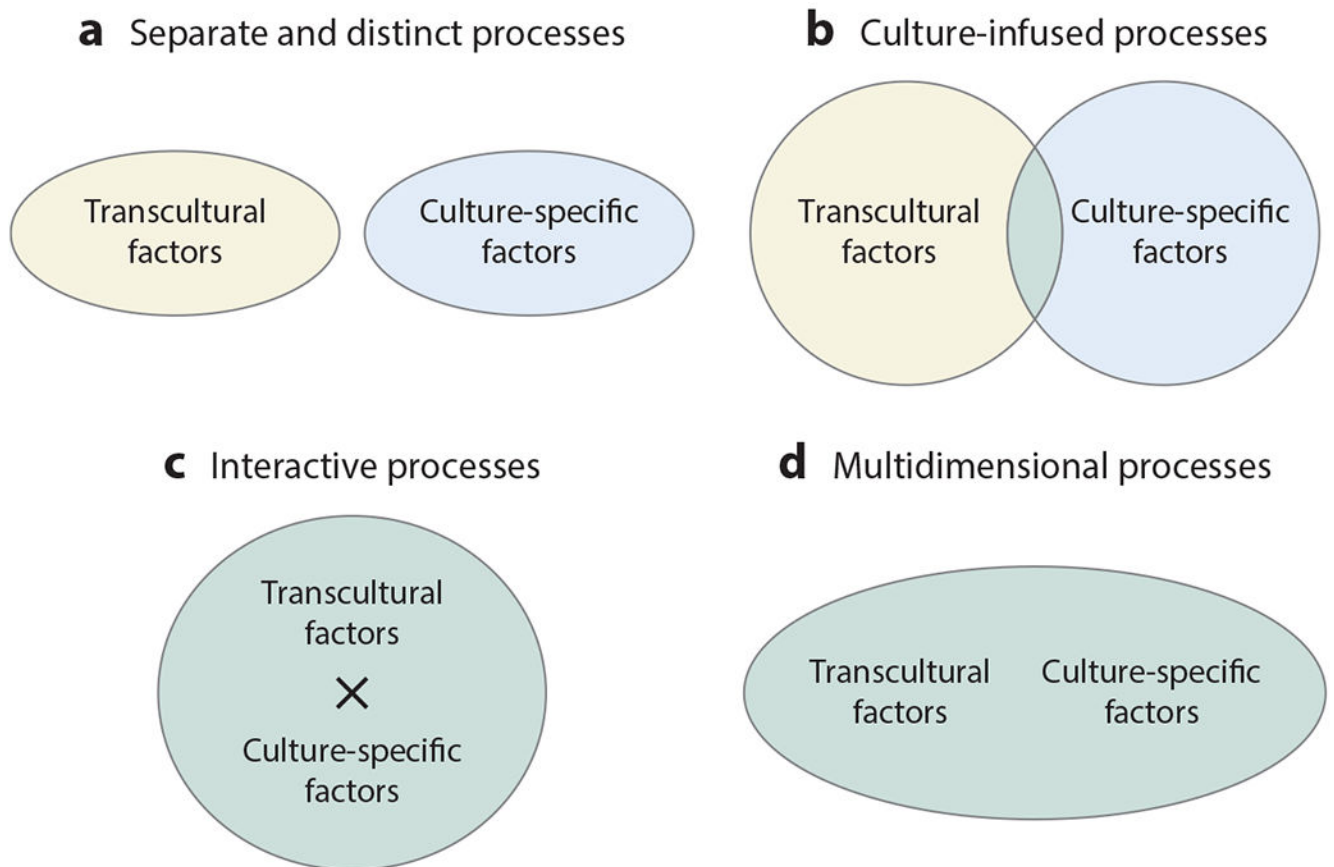 a Separate and distinct processes
Transcultural
factors
Culture-specific
factors
b Culture-infused processes
Transcultural
factors
Culture-specific
factors
c Interactive processes
Transcultural
factors
×
Culture-specific
factors
d Multidimensional processes
Transcultural
factors
Culture-specific
factors